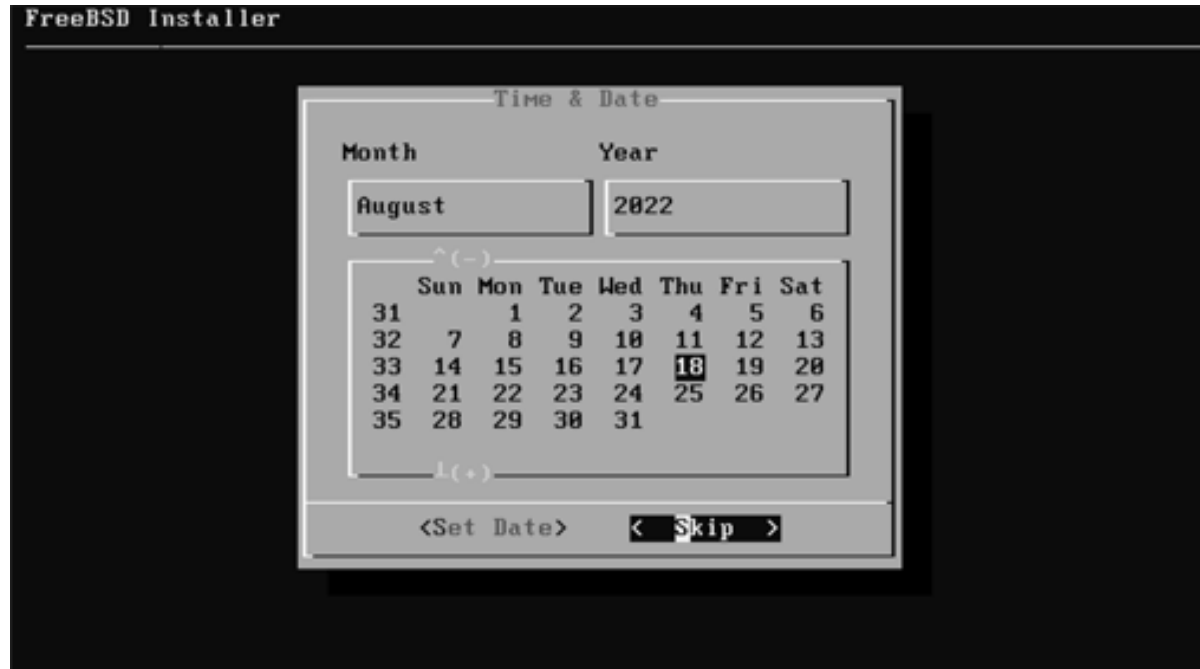 FreeBSD Installer
Time & Date
Month Year
August 2022
^(-)
Sun Mon Tue Wed Thu Fri Sat
31 1 2 3 4 5 6
32 7 8 9 10 11 12 13
33 14 15 16 17 18 19 20
34 21 22 23 24 25 26 27
35 28 29 30 31
┴(+)
<Set Date> < Skip >